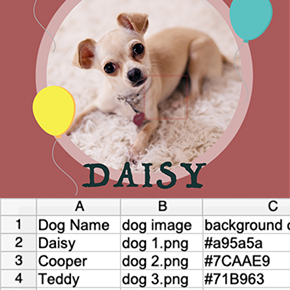 DAISY
A B C
1 Dog Name dog image background c
2 Daisy dog 1.png #a95a5a
3 Cooper dog 2.png #7CAAE9
4 Teddy dog 3.png #71B963